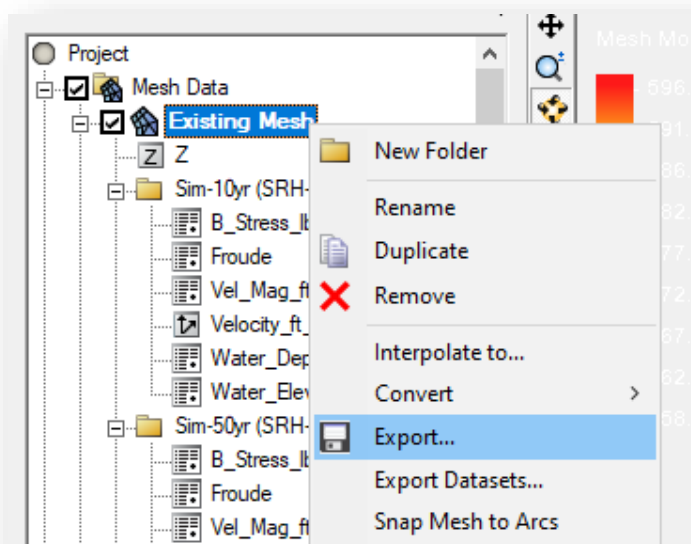 Project
Mesh Data
Existing Mesh
Z Z
Sim-10yr (SRH-
B_Stress_lb
Froude
Vel_Mag_ft
Velocity_ft_
Water_Dep
Water_Elev
Sim-50yr (SRH-
B_Stress_lb
Froude
Vel_Mag_ft
New Folder
Rename
Duplicate
Remove
Interpolate to...
Convert
Export...
Export Datasets...
Snap Mesh to Arcs
Mesh Mo
596.